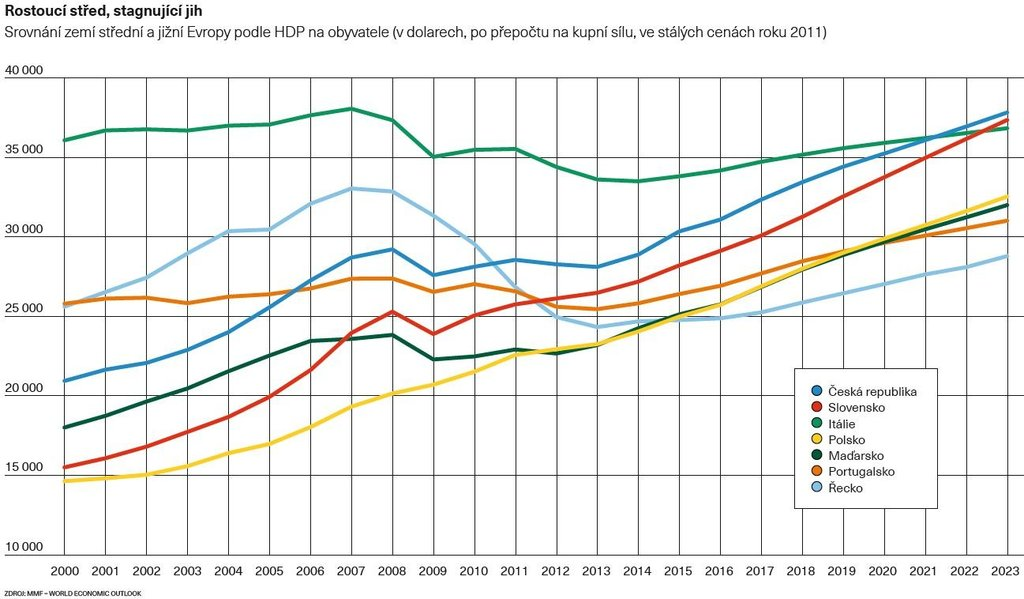 Rostoucí střed, stagnující jih
Srovnání zemí střední a jižní Evropy podle HDP na obyvatele (v dolarech, po přepočtu na kupní sílu, ve stálých cenách roku 2011)
40 000
35 000
30 000
25 000
20 000
15 000
10 000
Česká republika
Slovensko
Itálie
Polsko
Maďarsko
Portugalsko
Řecko
2000 2001 2002 2003 2004 2005 2006 2007 2008 2009 2010 2011 2012 2013 2014 2015 2016 2017 2018 2019 2020 2021 2022 2023
ZDROJ: MMF – WORLD ECONOMIC OUTLOOK